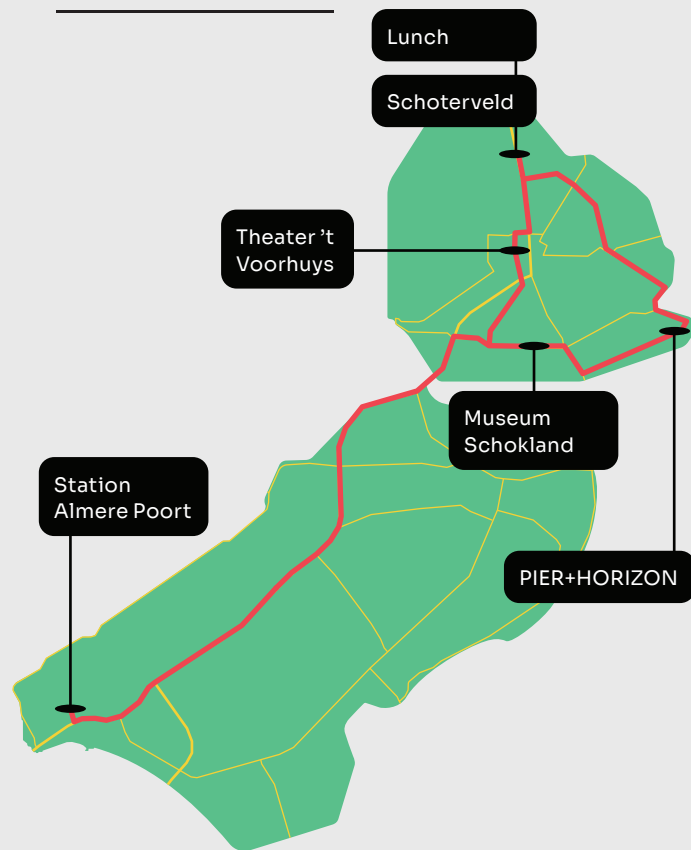 Lunch
Schoterveld
Theater ’t
Voorhuys
Museum
Schokland
Station
Almere Poort
PIER+HORIZON